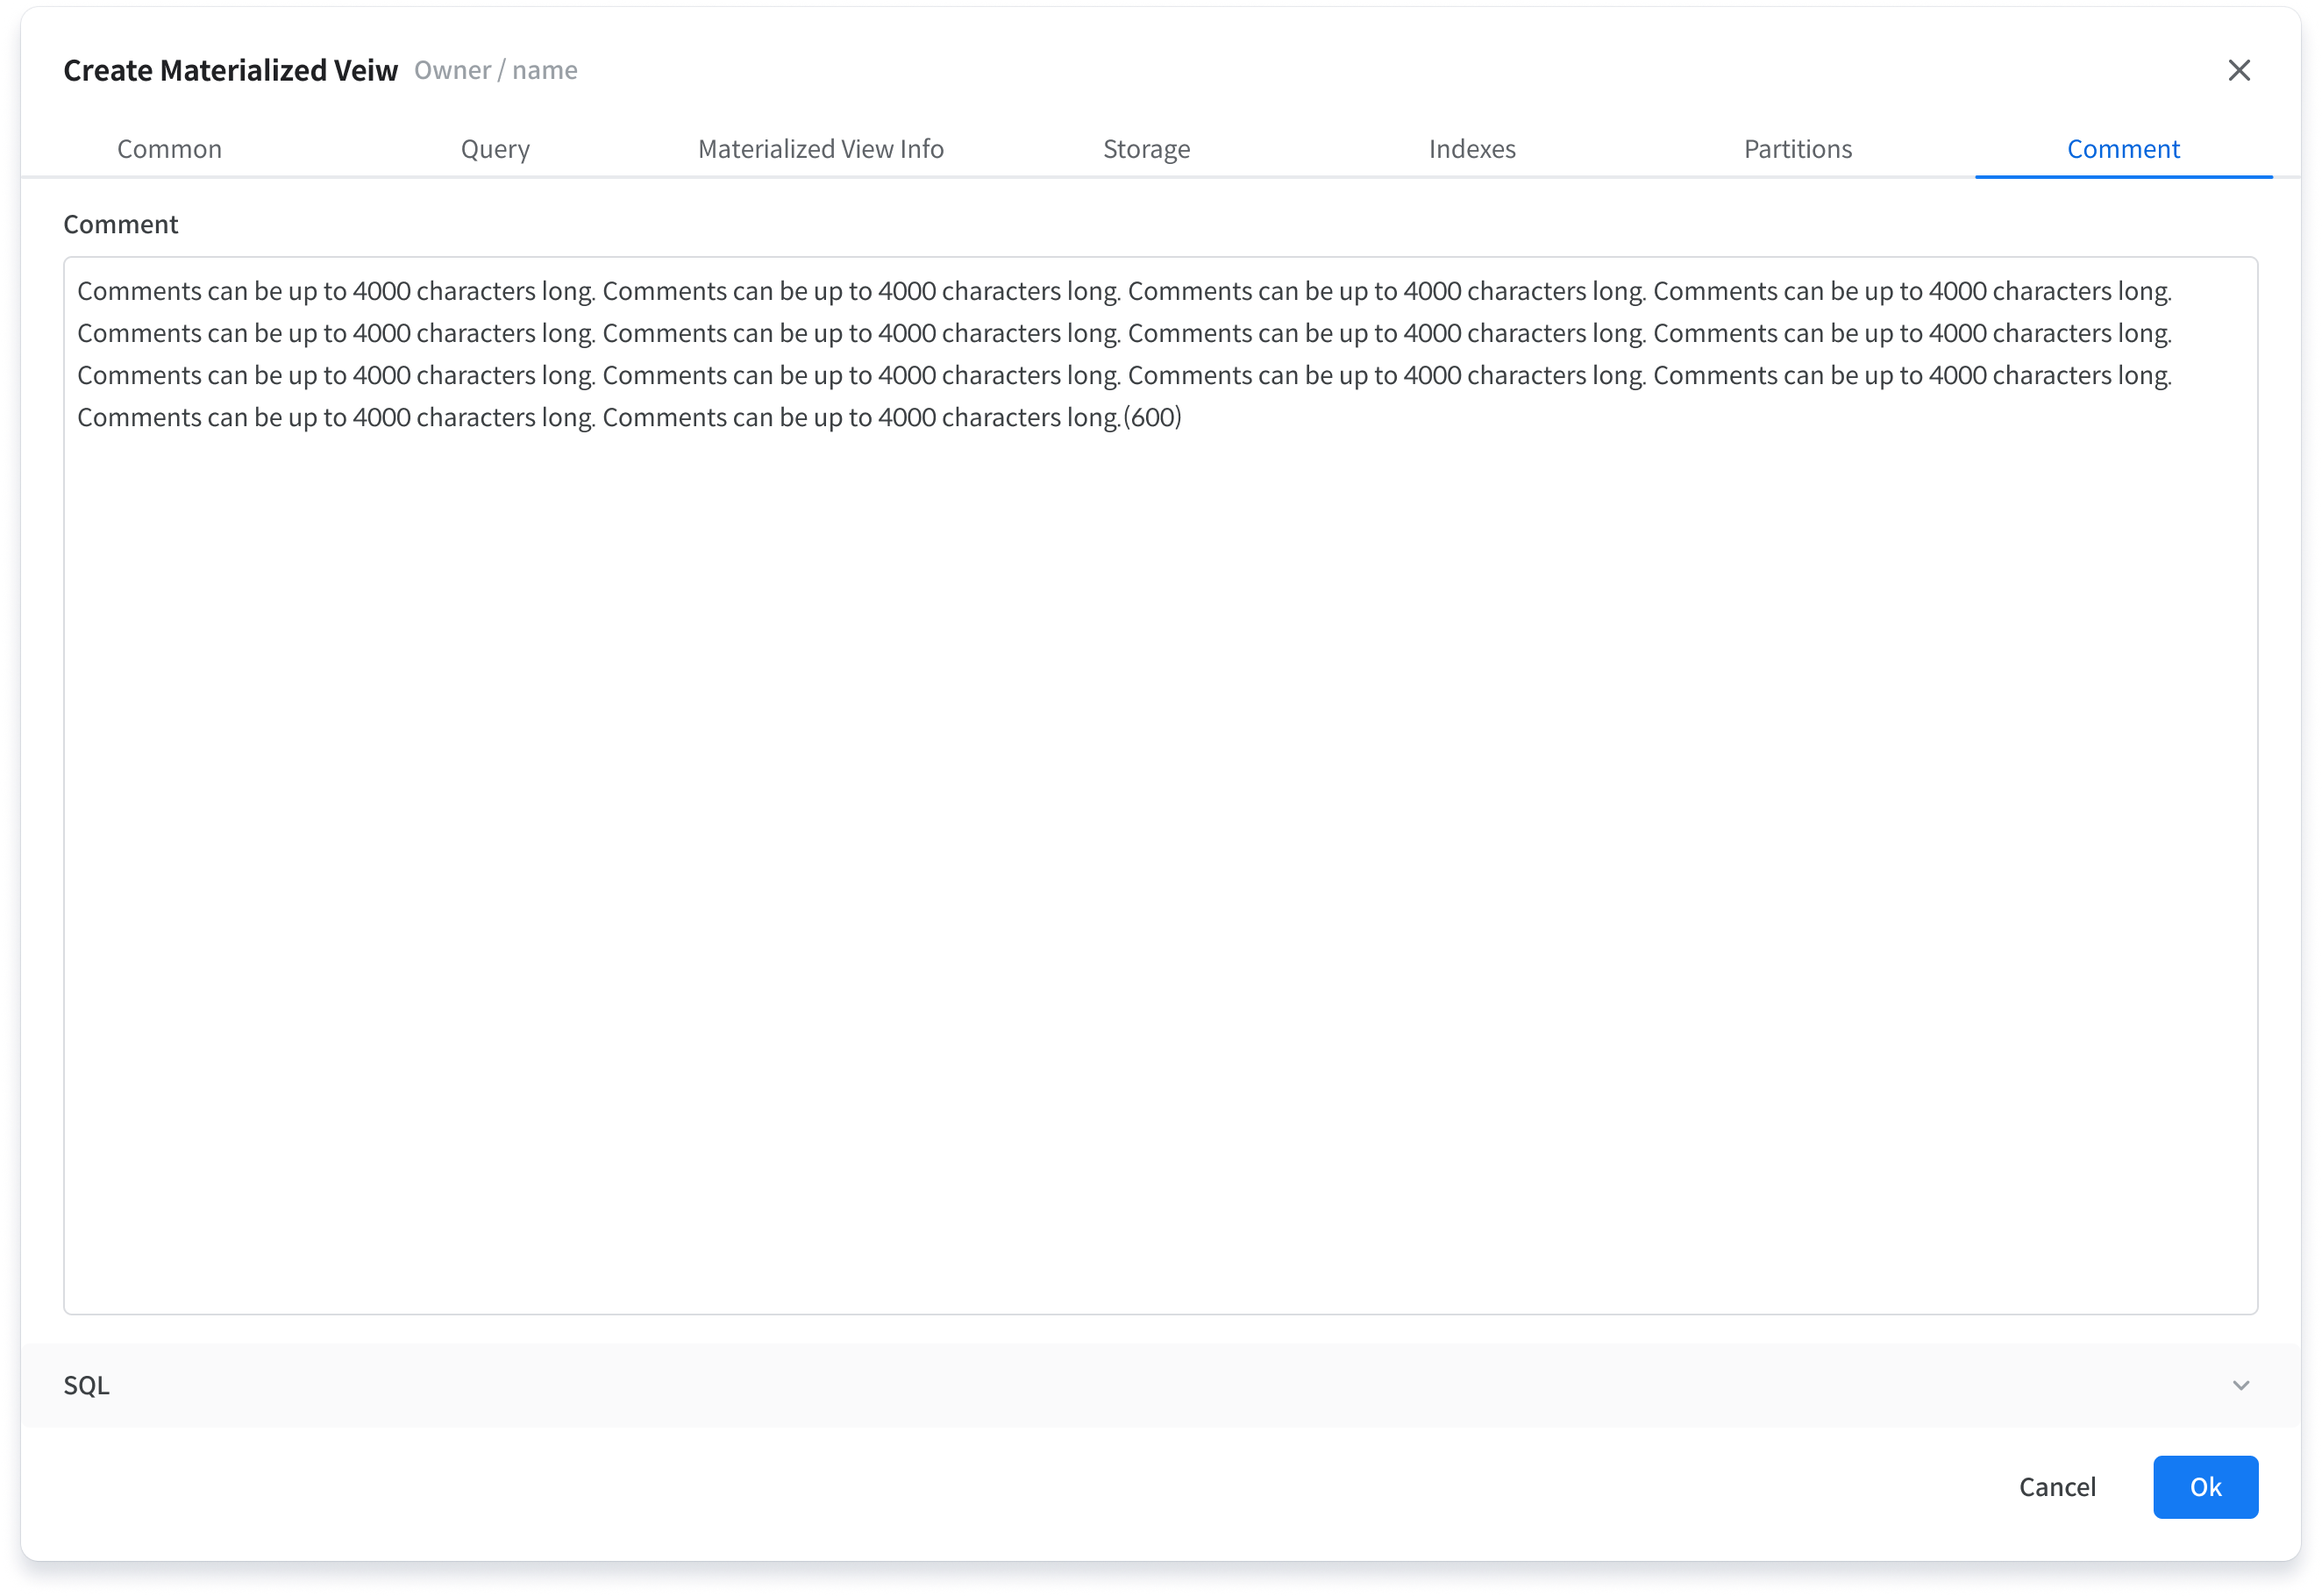 Create Materialized Veiw Owner / name
Common Query Materialized View Info Storage Indexes Partitions Comment
Comment
Comments can be up to 4000 characters long. Comments can be up to 4000 characters long. Comments can be up to 4000 characters long. Comments can be up to 4000 characters long.
Comments can be up to 4000 characters long. Comments can be up to 4000 characters long. Comments can be up to 4000 characters long. Comments can be up to 4000 characters long.
Comments can be up to 4000 characters long. Comments can be up to 4000 characters long. Comments can be up to 4000 characters long. Comments can be up to 4000 characters long.
Comments can be up to 4000 characters long. Comments can be up to 4000 characters long.(600)
SQL
Cancel Ok